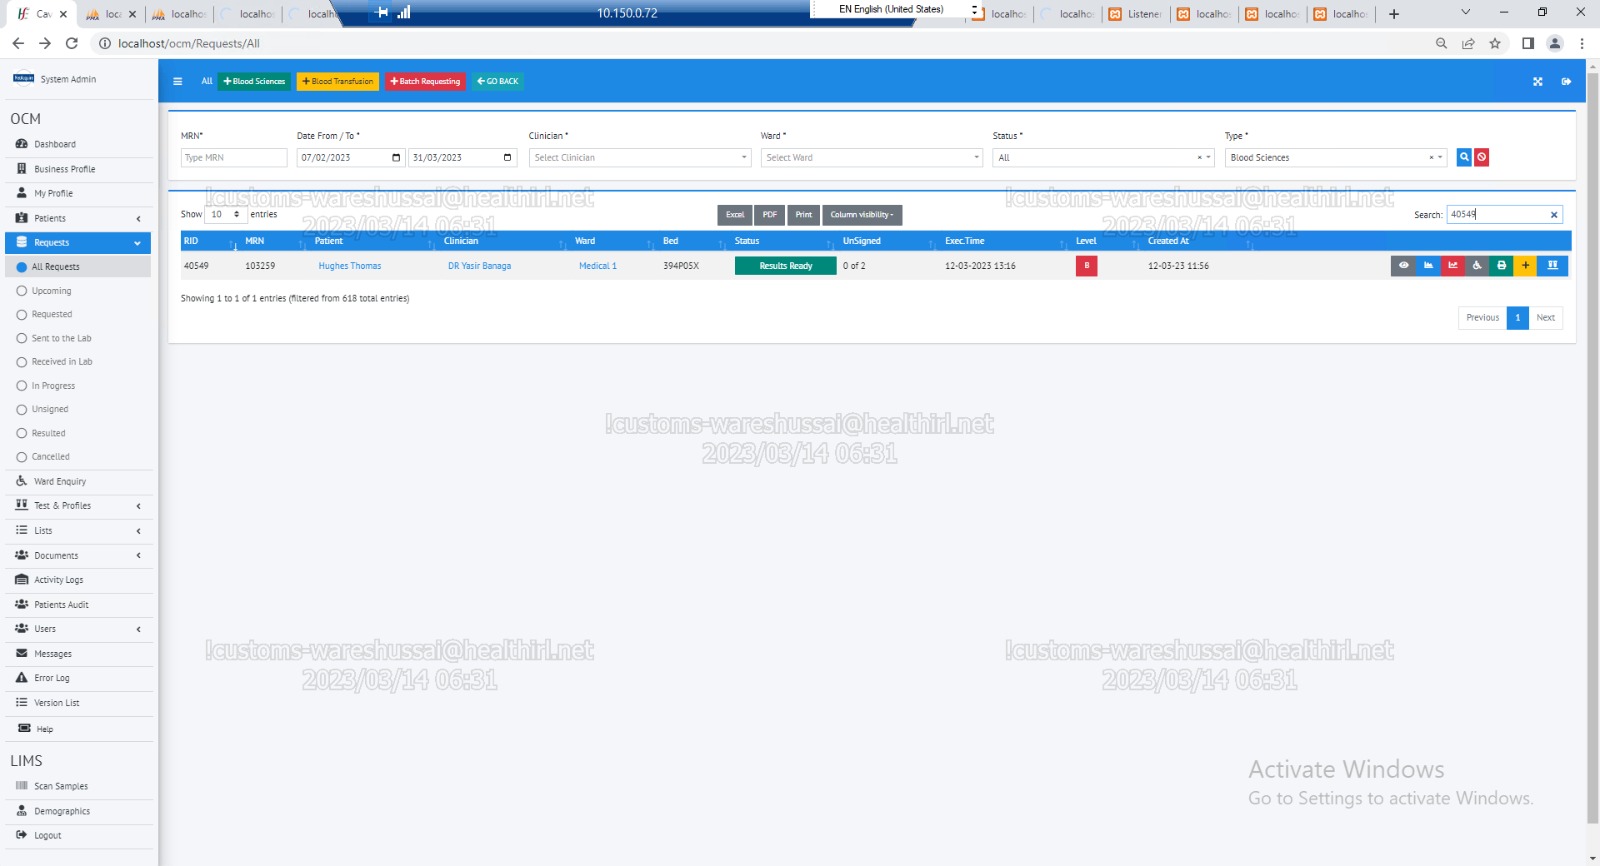 Cav
loca
localhos
localho
localh
10.150.0.72
EN English (United States)
localhos
localhos
Listene
localho
localho
localho
localhost/ocm/Requests/All
System Admin
All
Blood Sciences
Blood Transfusion
Batch Requesting
GO BACK
OCM
Dashboard
Business Profile
My Profile
Patients
Requests
All Requests
Upcoming
Requested
Sent to the Lab
Received in Lab
In Progress
Unsigned
Resulted
Cancelled
Ward Enquiry
Test & Profiles
Lists
Documents
Activity Logs
Patients Audit
Users
Messages
Error Log
Version List
Help
LIMS
Scan Samples
Demographics
Logout
MRN* Date From / To * Clinician * Ward * Status * Type *
Type MRN 07/02/2023 31/03/2023 Select Clinician Select Ward All Blood Sciences
Show 10 entries Excel PDF Print Column visibility Search: 40549
RID MRN Patient Clinician Ward Bed Status UnSigned Exec.Time Level Created At
40549 103259 Hughes Thomas DR Yasir Banaga Medical 1 394P05X Results Ready 0 of 2 12-03-2023 13:16 B 12-03-23 11:56
Showing 1 to 1 of 1 entries (filtered from 618 total entries)
Previous 1 Next
!customs-wareshussai@healthirl.net
2023/03/14 06:31
!customs-wareshussai@healthirl.net
2023/03/14 06:31
!customs-wareshussai@healthirl.net
2023/03/14 06:31
!customs-wareshussai@healthirl.net
2023/03/14 06:31
!customs-wareshussai@healthirl.net
2023/03/14 06:31
Activate Windows
Go to Settings to activate Windows.